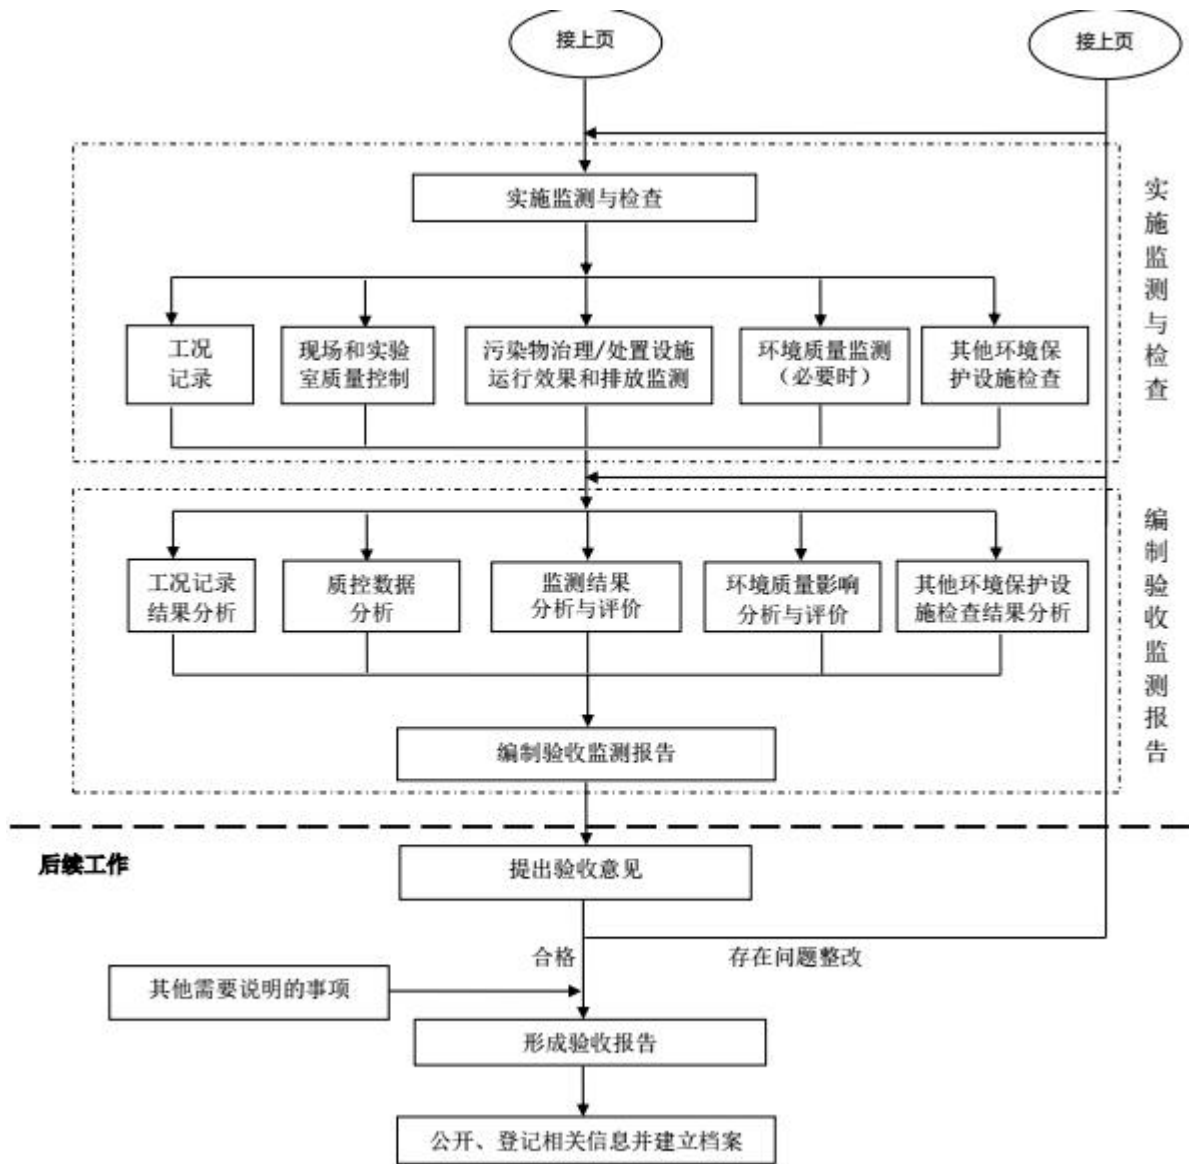 接上页
接上页
实施监测与检查
实施监测与检查
工况
记录
现场和实验
室质量控制
污染物治理/处置设施
运行效果和排放监测
环境质量监测
（必要时）
其他环境保
护设施检查
编制验收监测报告
工况记录
结果分析
质控数据
分析
监测结果
分析与评价
环境质量影响
分析与评价
其他环境保护设
施检查结果分析
编制验收监测报告
后续工作
提出验收意见
合格
存在问题整改
其他需要说明的事项
形成验收报告
公开、登记相关信息并建立档案